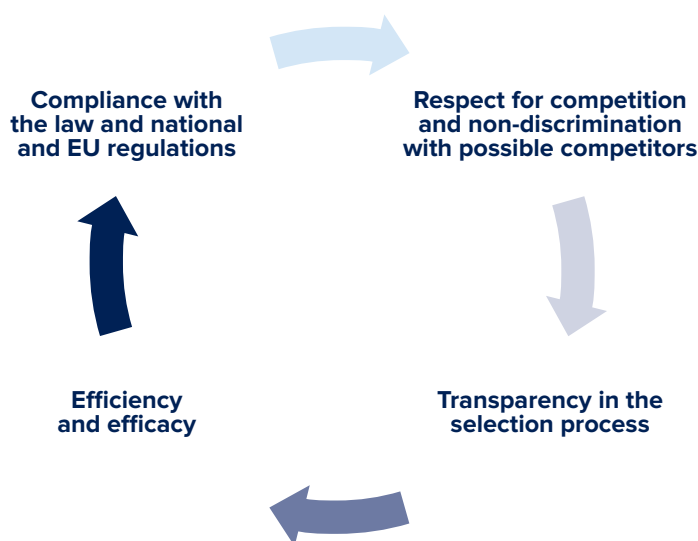 Compliance with
the law and national
and EU regulations
Respect for competition
and non-discrimination
with possible competitors
Efficiency
and efficacy
Transparency in the
selection process